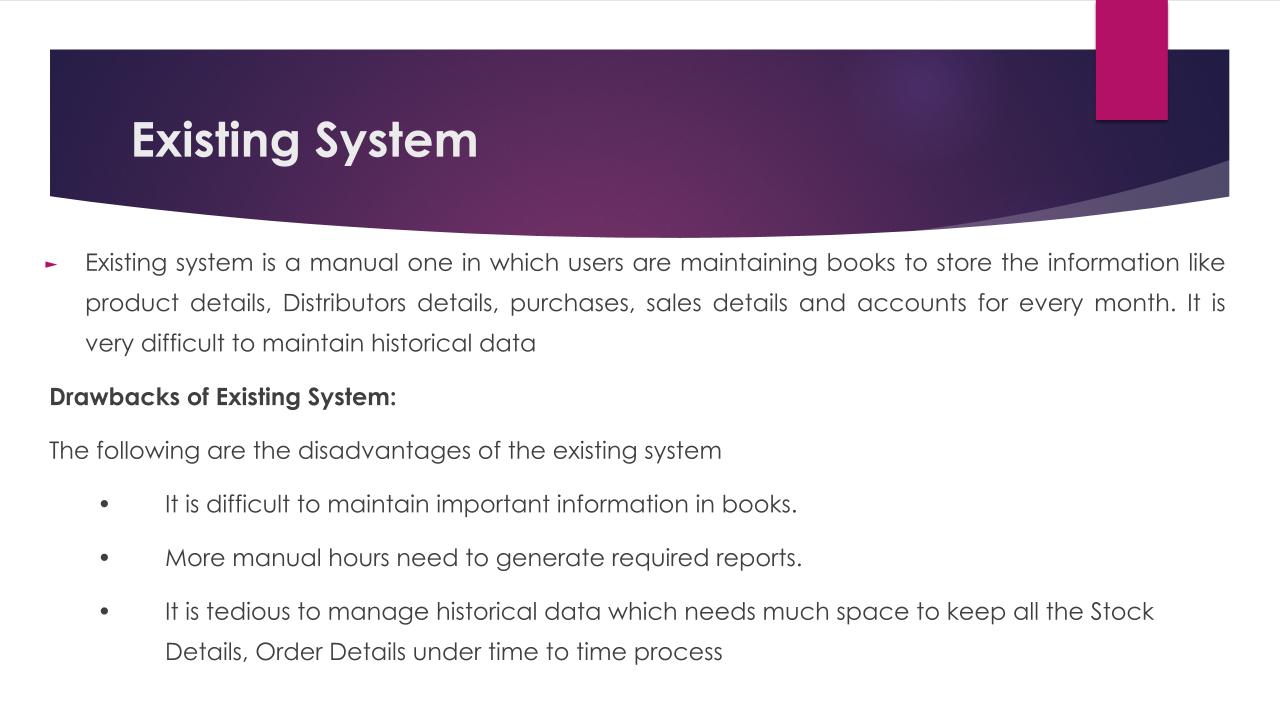 Existing System
► Existing system is a manual one in which users are maintaining books to store the information like
product details, Distributors details, purchases, sales details and accounts for every month. It is
very difficult to maintain historical data
Drawbacks of Existing System:
The following are the disadvantages of the existing system
• It is difficult to maintain important information in books.
• More manual hours need to generate required reports.
• It is tedious to manage historical data which needs much space to keep all the Stock
Details, Order Details under time to time process